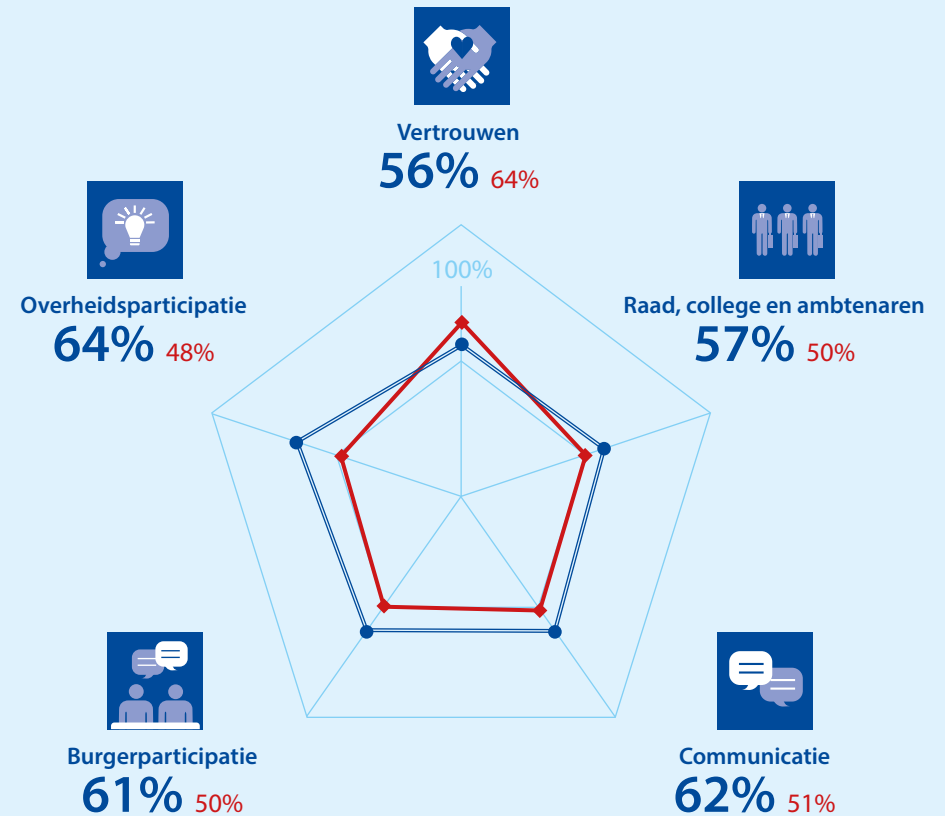 Vertrouwen
56% 64%
100%
Overheidsparticipatie
64% 48%
Raad, college en ambtenaren
57% 50%
Burgerparticipatie
61% 50%
Communicatie
62% 51%